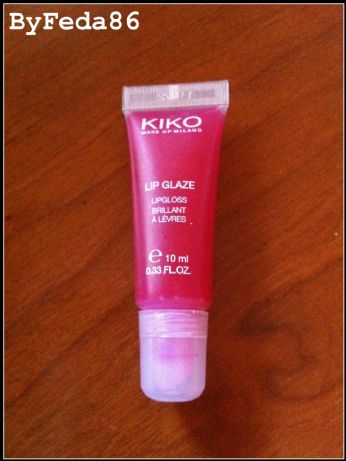 ByFeda86
KIKO
MAKE UP MILANO
LIP GLAZE
LIPGLOSS
BRILLANT
À LÈVRES
℮ 10 ml
0.33 FL.OZ.